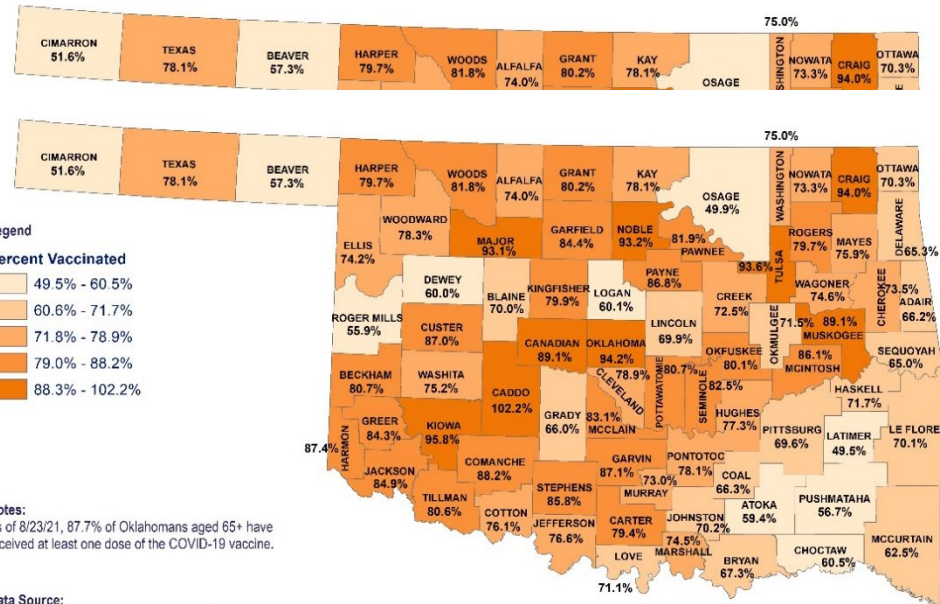 75.0%
CIMARRON
51.6%
TEXAS
78.1%
BEAVER
57.3%
HARPER
79.7%
WOODS
81.8%
ALFALFA
74.0%
GRANT
80.2%
KAY
78.1%
OSAGE
SHINGTON
NOWATA
73.3%
CRAIG
94.0%
OTTAWA
70.3%
75.0%
CIMARRON
51.6%
TEXAS
78.1%
BEAVER
57.3%
HARPER
79.7%
WOODS
81.8%
ALFALFA
74.0%
GRANT
80.2%
KAY
78.1%
OSAGE
49.9%
WASHINGTON
NOWATA
73.3%
CRAIG
94.0%
OTTAWA
70.3%
DELAWARE
65.3%
WOODWARD
78.3%
ELLIS
74.2%
MAJOR
93.1%
GARFIELD
84.4%
NOBLE
93.2%
81.9%
PAWNEE
93.6%
TULSA
ROGERS
79.7%
MAYES
75.9%
egend
ercent Vaccinated
49.5% - 60.5%
60.6% - 71.7%
71.8% - 78.9%
79.0% - 88.2%
88.3% - 102.2%
DEWEY
60.0%
BLAINE
70.0%
KINGFISHER
79.9%
LOGAN
60.1%
PAYNE
86.8%
CREEK
72.5%
WAGONER
74.6%
CHEROKEE
73.5%
ADAIR
66.2%
ROGER MILLS
55.9%
CUSTER
87.0%
CANADIAN
89.1%
OKLAHOMA
94.2%
LINCOLN
69.9%
OKMULGEE
71.5%
89.1%
MUSKOGEE
SEQUOYAH
65.0%
BECKHAM
80.7%
WASHITA
75.2%
CADDO
102.2%
GRADY
66.0%
78.9%
CLEVELAND
83.1%
MCCLAIN
POTTAWATOMIE
80.7%
SEMINOLE
82.5%
OKFUSKEE
80.1%
86.1%
MCINTOSH
HASKELL
71.7%
HUGHES
77.3%
PITTSBURG
69.6%
LATIMER
49.5%
LE FLORE
70.1%
87.4%
HARMON
GREER
84.3%
KIOWA
95.8%
JACKSON
84.9%
COMANCHE
88.2%
TILLMAN
80.6%
COTTON
76.1%
STEPHENS
85.8%
JEFFERSON
76.6%
GARVIN
87.1%
73.0%
MURRAY
PONTOTOC
78.1%
COAL
66.3%
ATOKA
59.4%
PUSHMATAHA
56.7%
MCCURTAIN
62.5%
CARTER
79.4%
JOHNSTON
70.2%
74.5%
MARSHALL
LOVE
71.1%
BRYAN
67.3%
CHOCTAW
60.5%
otes:
s of 8/23/21, 87.7% of Oklahomans aged 65+ have
ceived at least one dose of the COVID-19 vaccine.
ata Source: